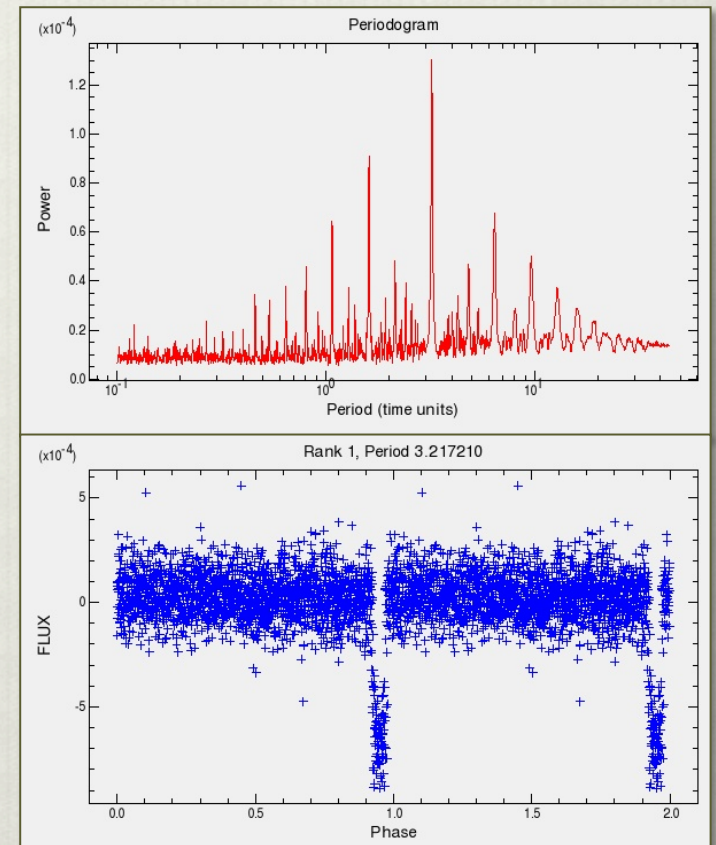 Periodogram
(x10-4)
1.2
1.0
0.8
0.6
0.4
0.2
0.0
Power
10-1 100 101
Period (time units)
Rank 1, Period 3.217210
(x10-4)
5
0
-5
FLUX
0.0 0.5 1.0 1.5 2.0
Phase